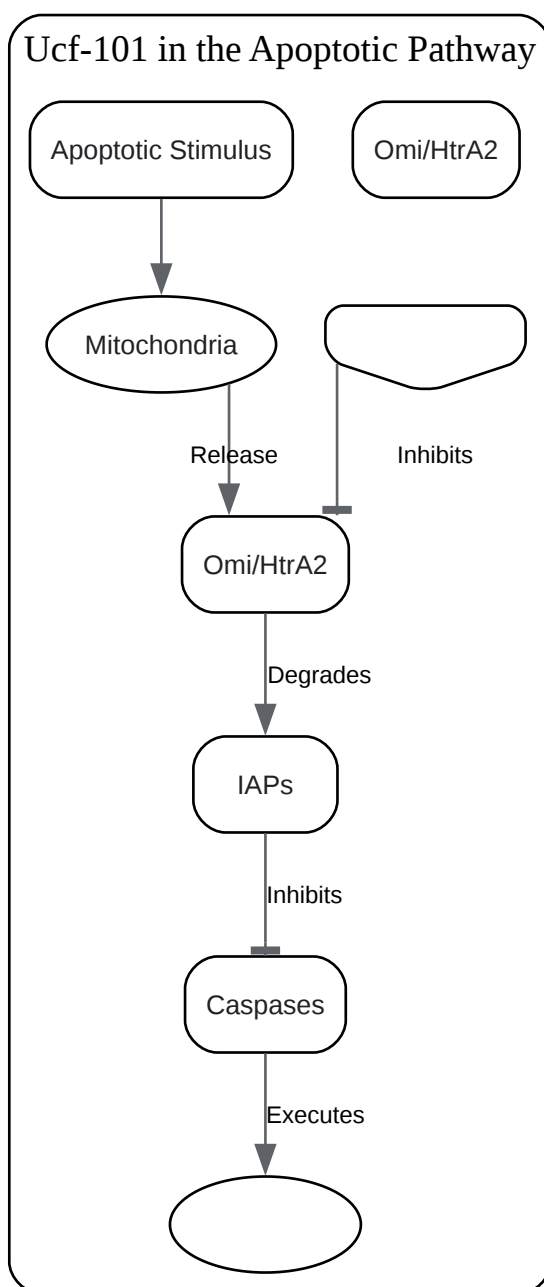 Ucf-101 in the Apoptotic Pathway
Apoptotic Stimulus
Omi/HtrA2
Mitochondria
Release
Inhibits
Omi/HtrA2
Degrades
IAPs
Inhibits
Caspases
Executes